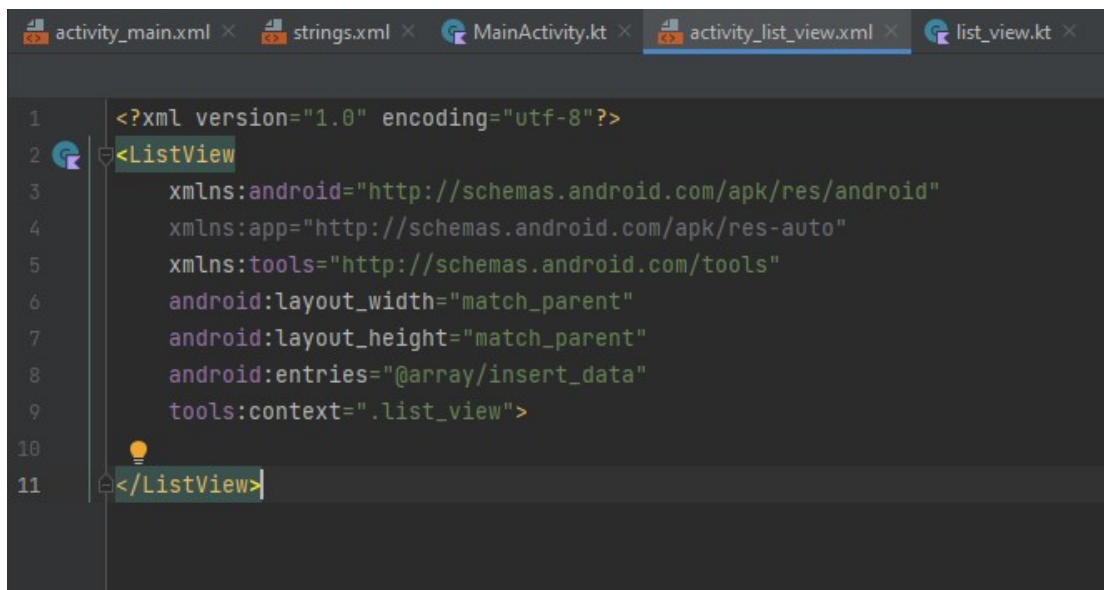 activity_main.xml × strings.xml × MainActivity.kt × activity_list_view.xml × list_view.kt ×
1 <?xml version="1.0" encoding="utf-8"?>
2 <ListView
3 xmlns:android="http://schemas.android.com/apk/res/android"
4 xmlns:app="http://schemas.android.com/apk/res-auto"
5 xmlns:tools="http://schemas.android.com/tools"
6 android:layout_width="match_parent"
7 android:layout_height="match_parent"
8 android:entries="@array/insert_data"
9 tools:context=".list_view">
10
11 </ListView>